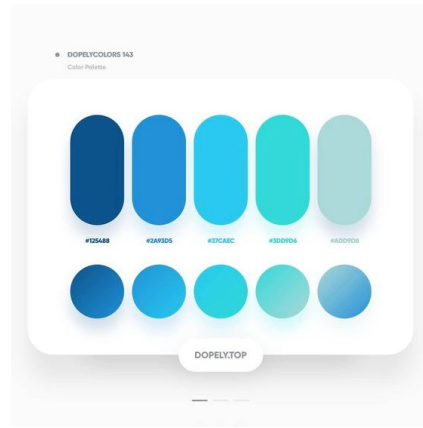 DOPELYCOLORS 143
Color Palette
#125488 #2A93D5 #37CAEC #3DD9D6 #ADD9D8
DOPELY.TOP